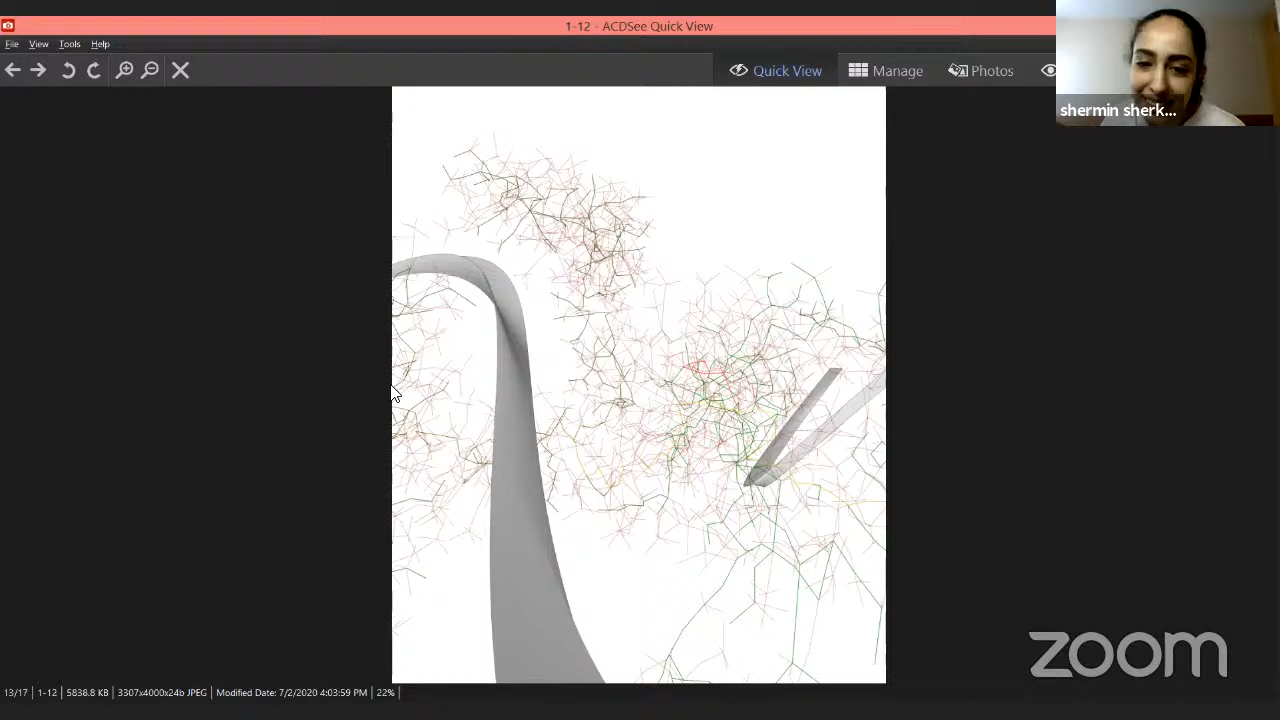 1-12 - ACDSee Quick View
File View Tools Help
Quick View Manage Photos
shermin sherk...
zoom
13/17 1-12 5838.8 KB 3307x4000x24b JPEG Modified Date: 7/2/2020 4:03:59 PM 22%